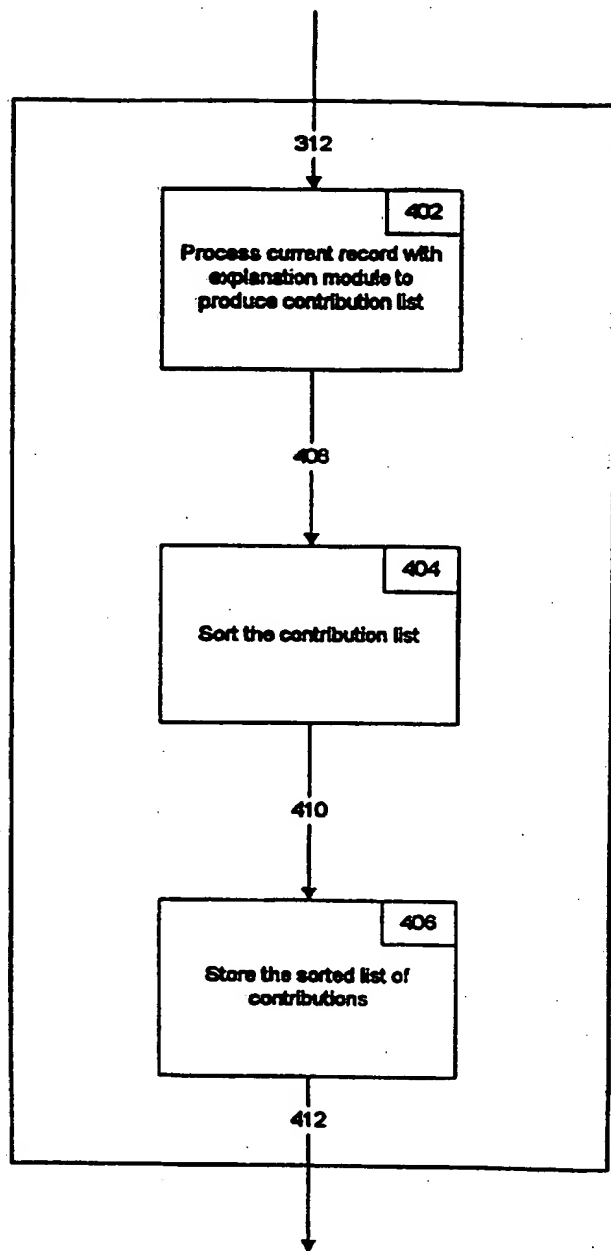 312
402
Process current record with
explanation module to
produce contribution list
408
404
Sort the contribution list
410
406
Store the sorted list of
contributions
412